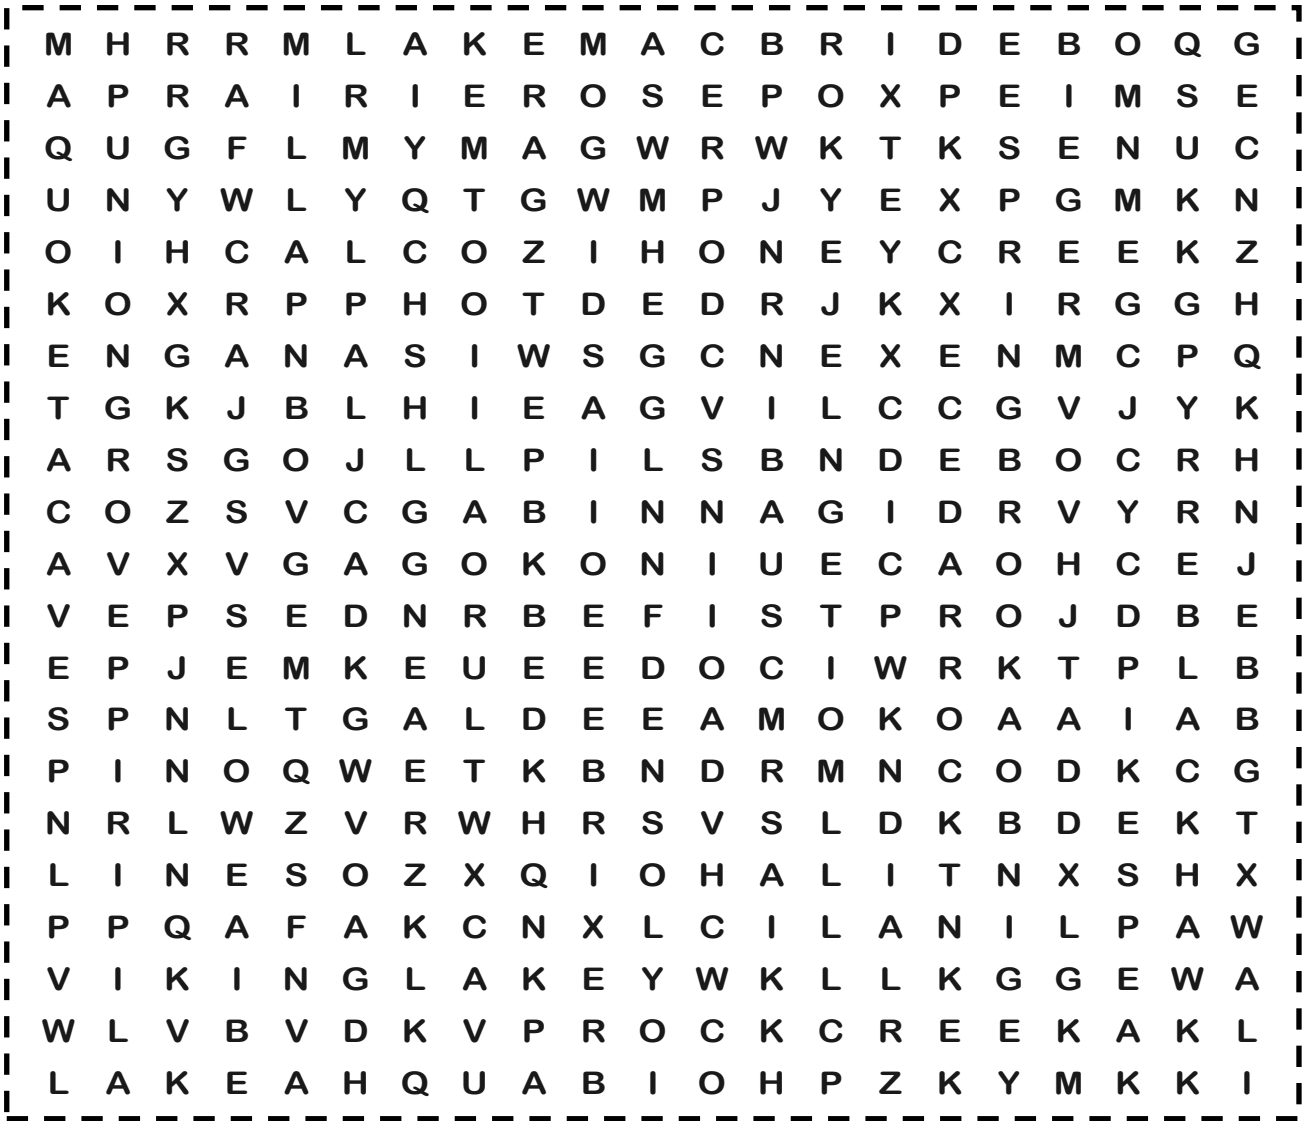 M H R R M L A K E M A C B R I D E B O Q G
A P R A I R I E R O S E P O X P E I M S E
Q U G F L M Y M A G W R W K T K S E N U C
U N Y W L Y Q T G W M P J Y E X P G M K N
O I H C A L C O Z I H O N E Y C R E E K Z
K O X R P P H O T D E D R J K X I R G G H
E N G A N A S I W S G C N E X E N M C P Q
T G K J B L H I E A G V I L C C G V J Y K
A R S G O J L L P I L S B N D E B O C R H
C O Z S V C G A B I N N A G I D R V Y R N
A V X V G A G O K O N I U E C A O H C E J
V E P S E D N R B E F I S T P R O J D B E
E P J E M K E U E E D O C I W R K T P L B
S P N L T G A L D E E A M O K O A A I A B
P I N O Q W E T K B N D R M N C O D K C G
N R L W Z V R W H R S V S L D K B D E K T
L I N E S O Z X Q I O H A L I T N X S H X
P P Q A F A K C N X L C I L A N I L P A W
V I K I N G L A K E Y W K L L K G G E W A
W L V B V D K V P R O C K C R E E K A K L
L A K E A H Q U A B I O H P Z K Y M K K I